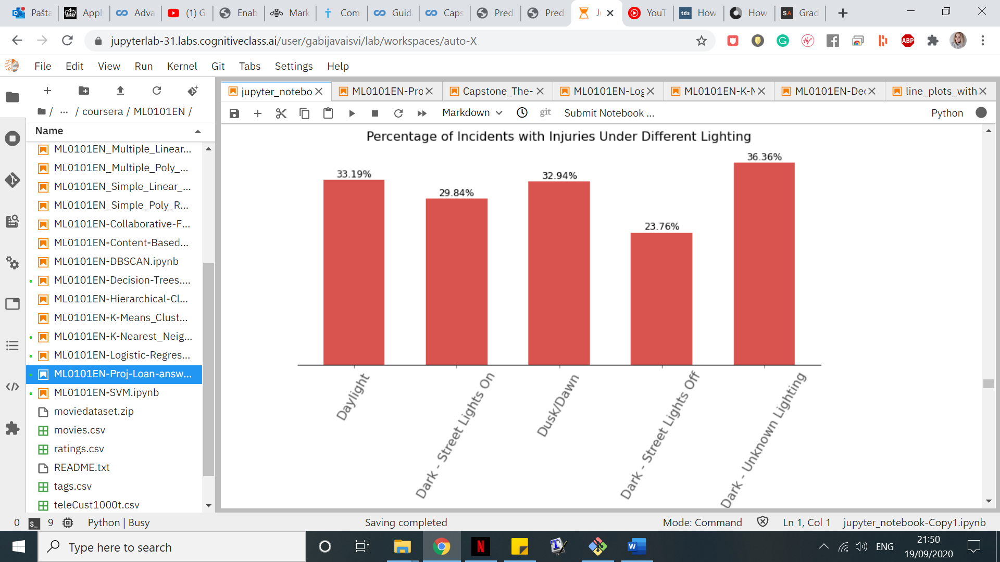 Pašta
Apply
Adva
(1) G
Enab
Mark
Com
Guid
Caps
Pred
Pred
J
YouT
tds
How
How
SA
Grad
jupyterlab-31.labs.cognitiveclass.ai/user/gabijavaisvi/lab/workspaces/auto-X
ABP
File Edit View Run Kernel Git Tabs Settings Help
jupyter_notebo
ML0101EN-Pro
Capstone_The-
ML0101EN-Log
ML0101EN-K-N
ML0101EN-Dec
line_plots_with
/ ... / coursera / ML0101EN /
Markdown
git
Submit Notebook ...
Python
Name
ML0101EN_Multiple_Linear...
ML0101EN_Multiple_Poly_...
ML0101EN_Simple_Linear_...
ML0101EN_Simple_Poly_R...
ML0101EN-Collaborative-F...
ML0101EN-Content-Based...
ML0101EN-DBSCAN.ipynb
ML0101EN-Decision-Trees....
ML0101EN-Hierarchical-Cl...
ML0101EN-K-Means_Clust...
ML0101EN-K-Nearest_Neig...
ML0101EN-Logistic-Regres...
ML0101EN-Proj-Loan-answ...
ML0101EN-SVM.ipynb
moviedataset.zip
movies.csv
ratings.csv
README.txt
tags.csv
teleCust1000t.csv
Percentage of Incidents with Injuries Under Different Lighting
33.19%
29.84%
32.94%
23.76%
36.36%
Daylight
Dark - Street Lights On
Dusk/Dawn
Dark - Street Lights Off
Dark - Unknown Lighting
0
$_
9
Python | Busy
Saving completed
Mode: Command
Ln 1, Col 1
jupyter_notebook-Copy1.ipynb
Type here to search
N
W
ENG
21:50
19/09/2020